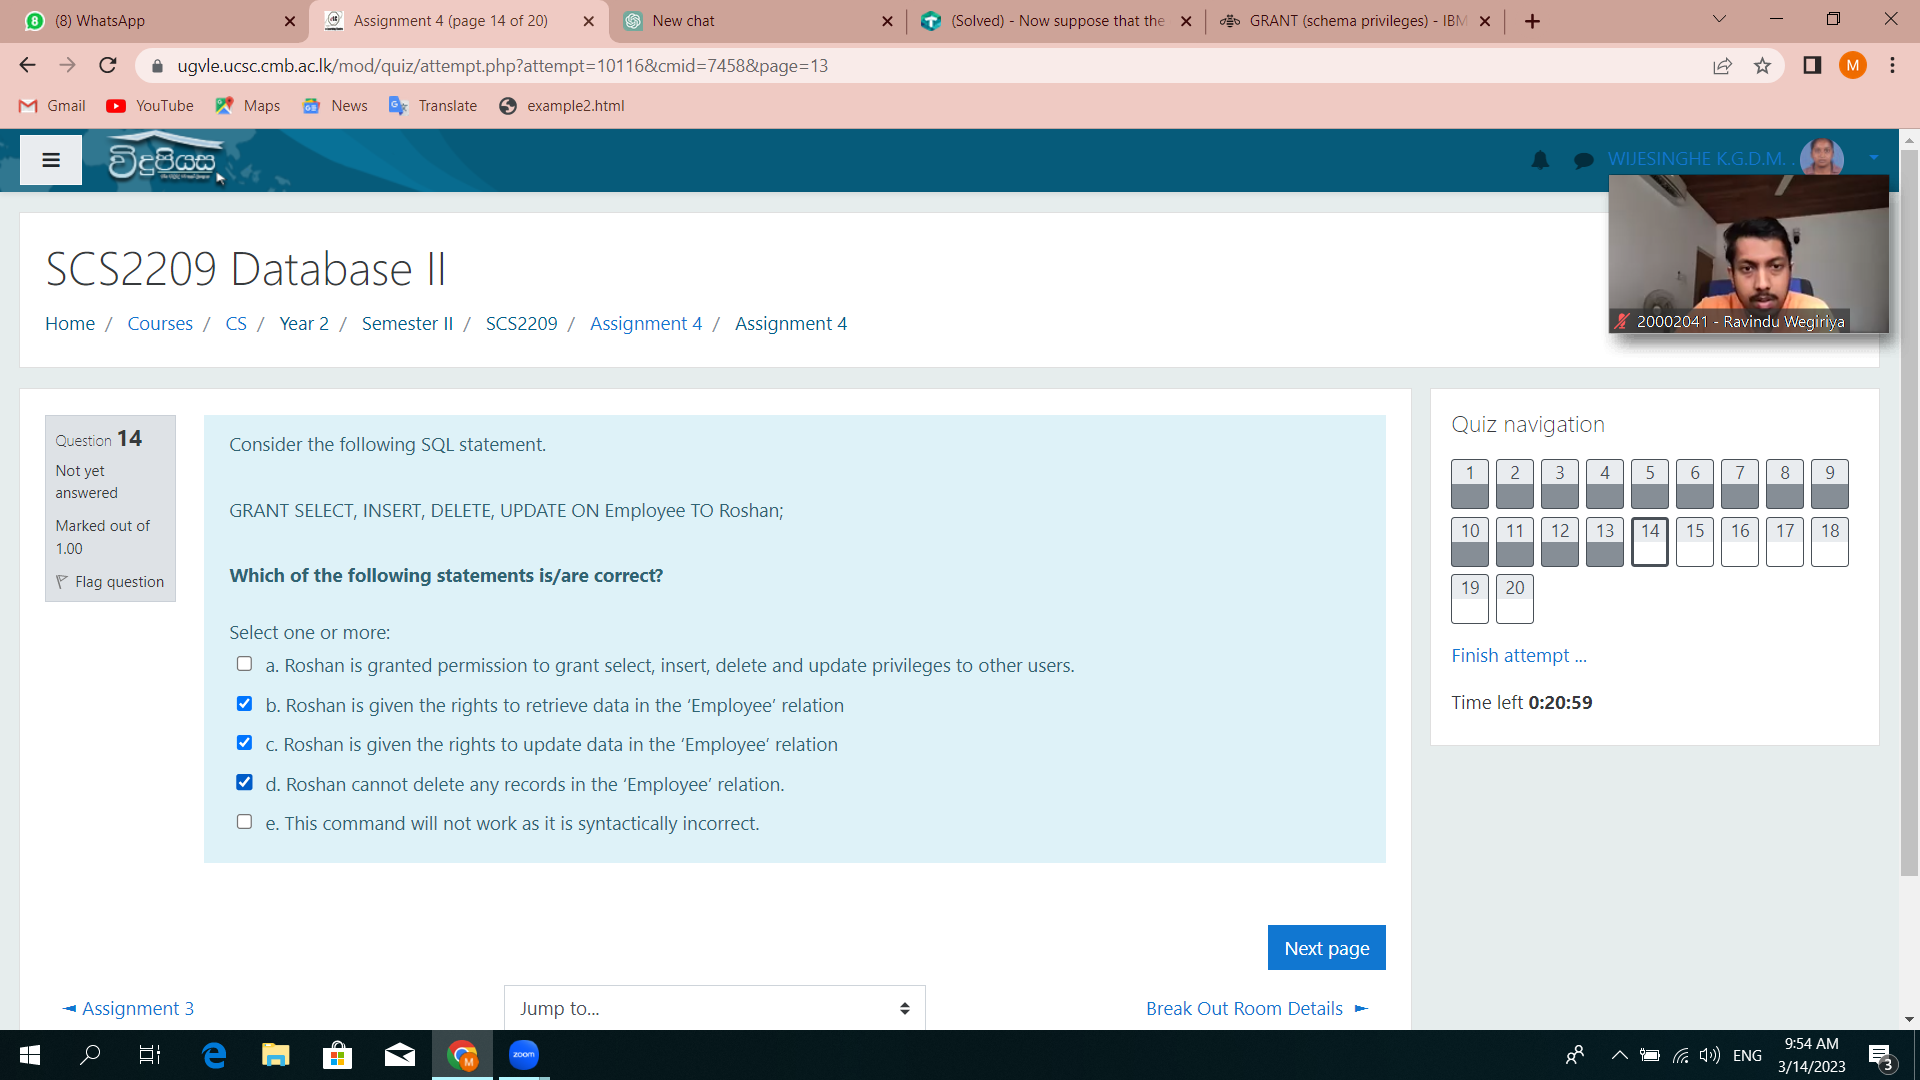 (8) WhatsApp
Assignment 4 (page 14 of 20)
New chat
(Solved) - Now suppose that the
GRANT (schema privileges) - IBM
ugvle.ucsc.cmb.ac.lk/mod/quiz/attempt.php?attempt=10116&cmid=7458&page=13
M
Gmail
YouTube
Maps
News
Translate
example2.html
විදුපියස
WIJESINGHE K.G.D.M. .
20002041 - Ravindu Wegiriya
SCS2209 Database II
Home / Courses / CS / Year 2 / Semester II / SCS2209 / Assignment 4 / Assignment 4
Question 14
Not yet
answered
Marked out of
1.00
Flag question
Consider the following SQL statement.
GRANT SELECT, INSERT, DELETE, UPDATE ON Employee TO Roshan;
Which of the following statements is/are correct?
Select one or more:
a. Roshan is granted permission to grant select, insert, delete and update privileges to other users.
b. Roshan is given the rights to retrieve data in the ‘Employee’ relation
c. Roshan is given the rights to update data in the ‘Employee’ relation
d. Roshan cannot delete any records in the ‘Employee’ relation.
e. This command will not work as it is syntactically incorrect.
Next page
◄ Assignment 3
Jump to...
Break Out Room Details ►
Quiz navigation
1 2 3 4 5 6 7 8 9
10 11 12 13 14 15 16 17 18
19 20
Finish attempt ...
Time left 0:20:59
zoom
ENG
9:54 AM
3/14/2023
3